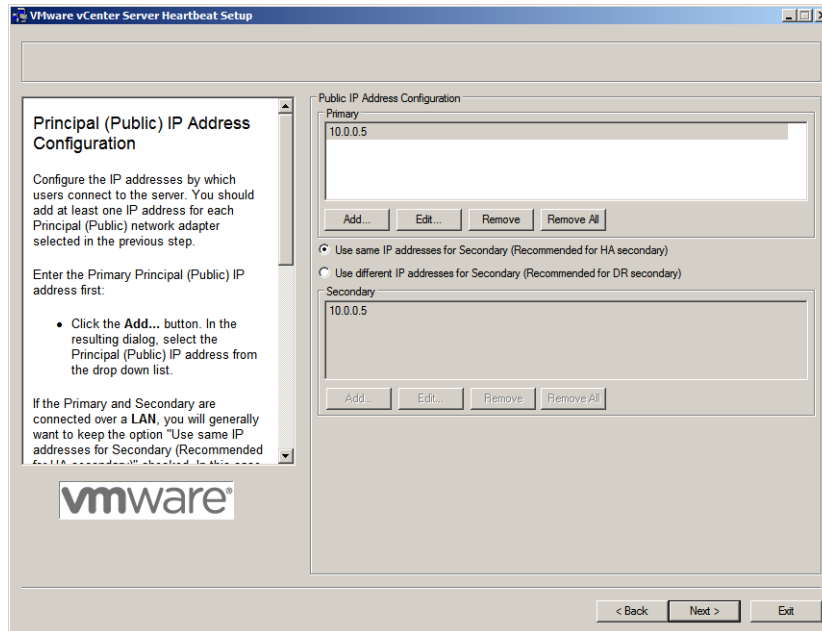 VMware vCenter Server Heartbeat Setup
Principal (Public) IP Address
Configuration
Configure the IP addresses by which
users connect to the server. You should
add at least one IP address for each
Principal (Public) network adapter
selected in the previous step.
Enter the Primary Principal (Public) IP
address first:
• Click the Add... button. In the
resulting dialog, select the
Principal (Public) IP address from
the drop down list.
If the Primary and Secondary are
connected over a LAN, you will generally
want to keep the option "Use same IP
addresses for Secondary (Recommended
for HA secondary)" checked. In this case
vmware®
Public IP Address Configuration
Primary
10.0.0.5
Add... Edit... Remove Remove All
Use same IP addresses for Secondary (Recommended for HA secondary)
Use different IP addresses for Secondary (Recommended for DR secondary)
Secondary
10.0.0.5
Add... Edit... Remove Remove All
< Back Next > Exit